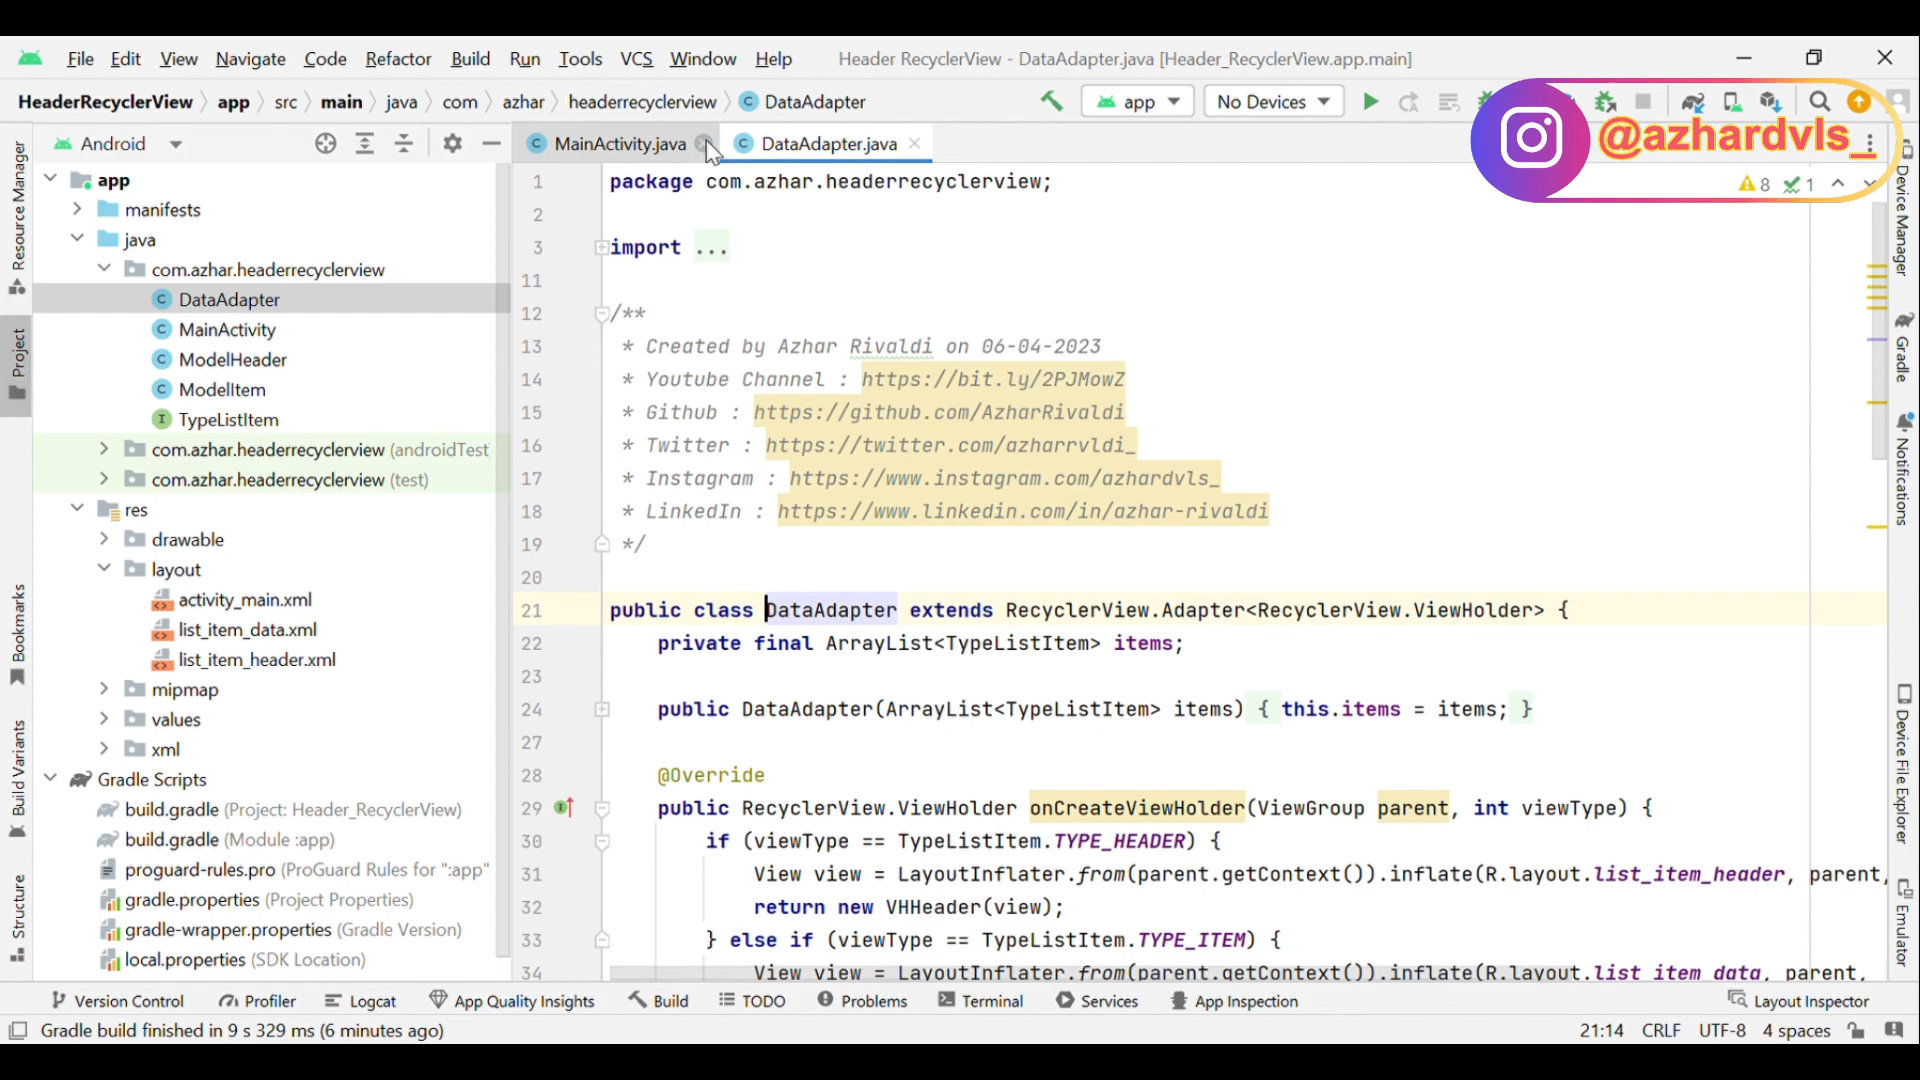 File Edit View Navigate Code Refactor Build Run Tools VCS Window Help Header RecyclerView - DataAdapter.java [Header_RecyclerView.app.main]
HeaderRecyclerView app src main java com azhar headerrecyclerview DataAdapter app No Devices
@azhardvls_
Android MainActivity.java DataAdapter.java
8 1
Resource Manager
Project
Bookmarks
Build Variants
Structure
app
manifests
java
com.azhar.headerrecyclerview
DataAdapter
MainActivity
ModelHeader
ModelItem
TypeListItem
com.azhar.headerrecyclerview (androidTest
com.azhar.headerrecyclerview (test)
res
drawable
layout
activity_main.xml
list_item_data.xml
list_item_header.xml
mipmap
values
xml
Gradle Scripts
build.gradle (Project: Header_RecyclerView)
build.gradle (Module :app)
proguard-rules.pro (ProGuard Rules for ":app"
gradle.properties (Project Properties)
gradle-wrapper.properties (Gradle Version)
local.properties (SDK Location)
1 package com.azhar.headerrecyclerview;
2
3 import ...
11
12 /**
13 * Created by Azhar Rivaldi on 06-04-2023
14 * Youtube Channel : https://bit.ly/2PJMowZ
15 * Github : https://github.com/AzharRivaldi
16 * Twitter : https://twitter.com/azharrvldi_
17 * Instagram : https://www.instagram.com/azhardvls_
18 * LinkedIn : https://www.linkedin.com/in/azhar-rivaldi
19 */
20
21 public class DataAdapter extends RecyclerView.Adapter<RecyclerView.ViewHolder> {
22 private final ArrayList<TypeListItem> items;
23
24 public DataAdapter(ArrayList<TypeListItem> items) { this.items = items; }
27
28 @Override
29 public RecyclerView.ViewHolder onCreateViewHolder(ViewGroup parent, int viewType) {
30 if (viewType == TypeListItem.TYPE_HEADER) {
31 View view = LayoutInflater.from(parent.getContext()).inflate(R.layout.list_item_header, parent,
32 return new VHHeader(view);
33 } else if (viewType == TypeListItem.TYPE_ITEM) {
34 View view = LayoutInflater.from(parent.getContext()).inflate(R.layout.list_item_data, parent,
Device Manager
Gradle
Notifications
Device File Explorer
Emulator
Version Control Profiler Logcat App Quality Insights Build TODO Problems Terminal Services App Inspection Layout Inspector
Gradle build finished in 9 s 329 ms (6 minutes ago) 21:14 CRLF UTF-8 4 spaces